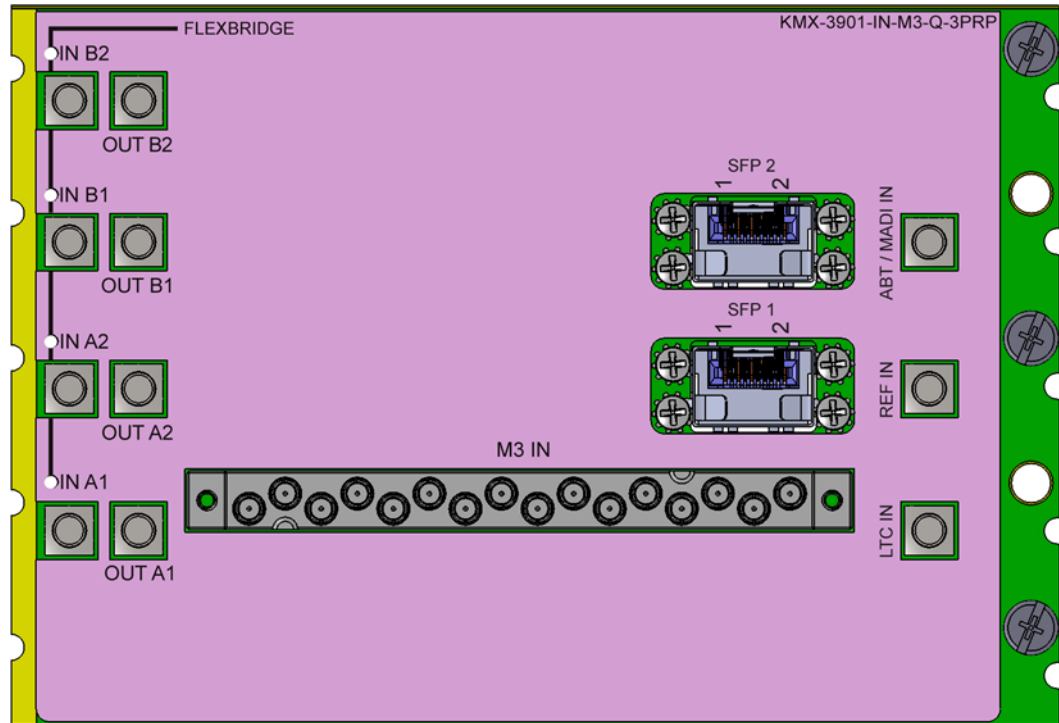 FLEXBRIDGE
KMX-3901-IN-M3-Q-3PRP
IN B2
OUT B2
IN B1
OUT B1
IN A2
OUT A2
IN A1
OUT A1
SFP 2
1 2
SFP 1
1 2
M3 IN
ABT / MADI IN
REF IN
LTC IN